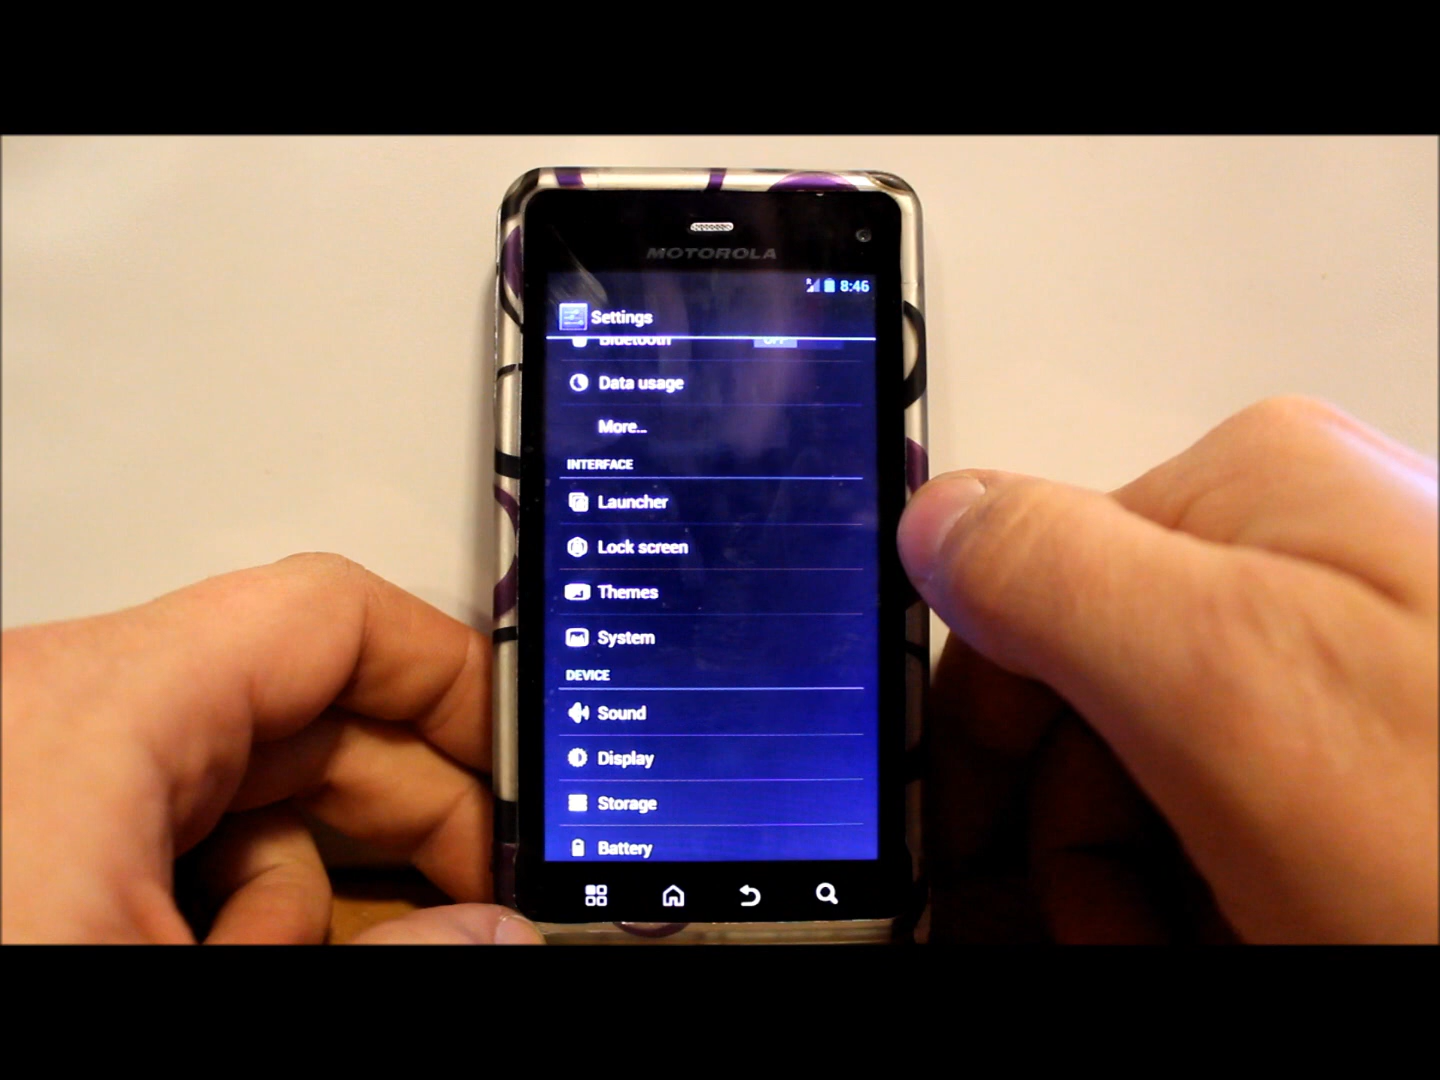 MOTOROLA
8:46
Settings
Bluetooth OFF
Data usage
More...
INTERFACE
Launcher
Lock screen
Themes
System
DEVICE
Sound
Display
Storage
Battery